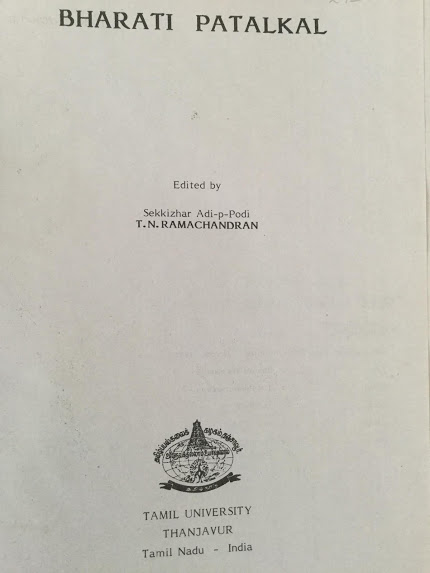 BHARATI PATALKAL
Edited by
Sekkizhar Adi-p-Podi
T.N.RAMACHANDRAN
TAMIL UNIVERSITY
THANJAVUR
Tamil Nadu - India